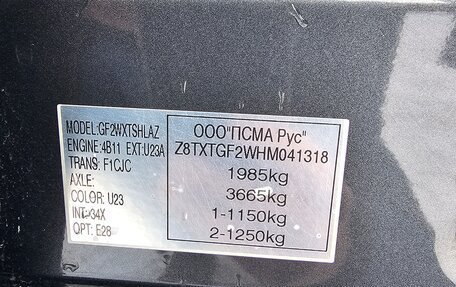 MODEL:GF2WXTSHLAZ
ENGINE:4B11 EXT:U23A
TRANS: F1CJC
AXLE:
COLOR: U23
INT: 34X
OPT: E28
ООО"ПСМА Рус"
Z8TXTGF2WHM041318
1985kg
3665kg
1-1150kg
2-1250kg